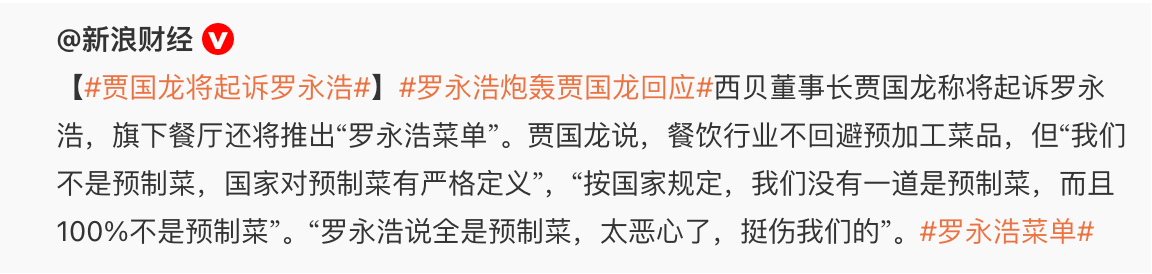 @新浪财经
【#贾国龙将起诉罗永浩#】#罗永浩炮轰贾国龙回应#西贝董事长贾国龙称将起诉罗永
浩，旗下餐厅还将推出“罗永浩菜单”。贾国龙说，餐饮行业不回避预加工菜品，但“我们
不是预制菜，国家对预制菜有严格定义”，“按国家规定，我们没有一道是预制菜，而且
100%不是预制菜”。“罗永浩说全是预制菜，太恶心了，挺伤我们的”。#罗永浩菜单#